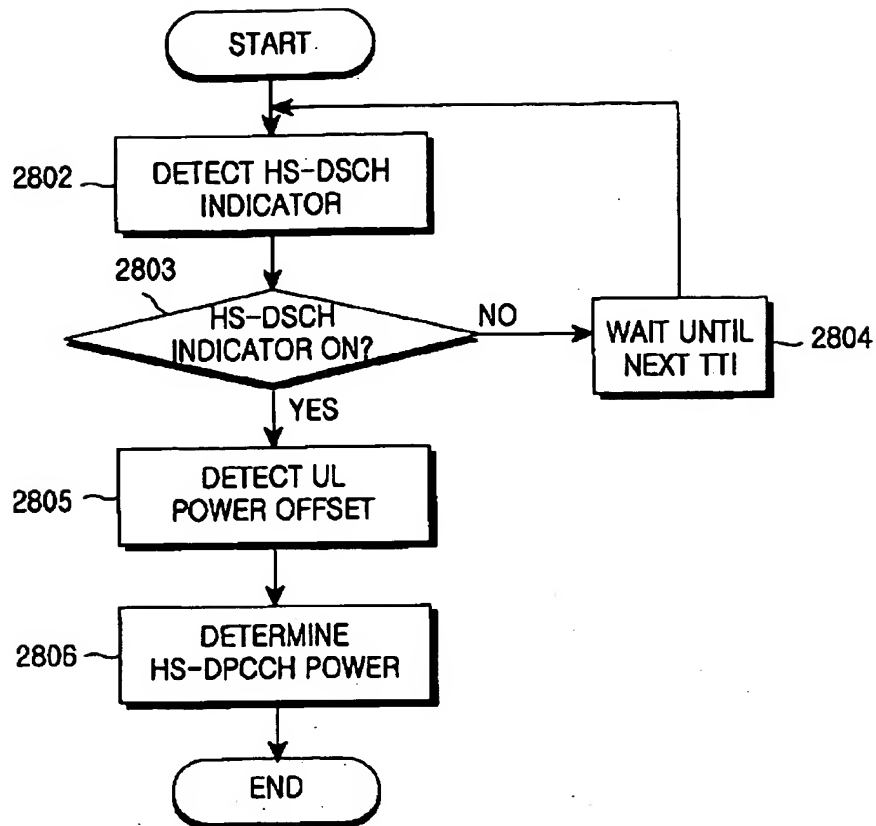 START
2802
DETECT HS-DSCH
INDICATOR
2803
HS-DSCH
INDICATOR ON?
NO
WAIT UNTIL
NEXT TTI
2804
YES
2805
DETECT UL
POWER OFFSET
2806
DETERMINE
HS-DPCCH POWER
END